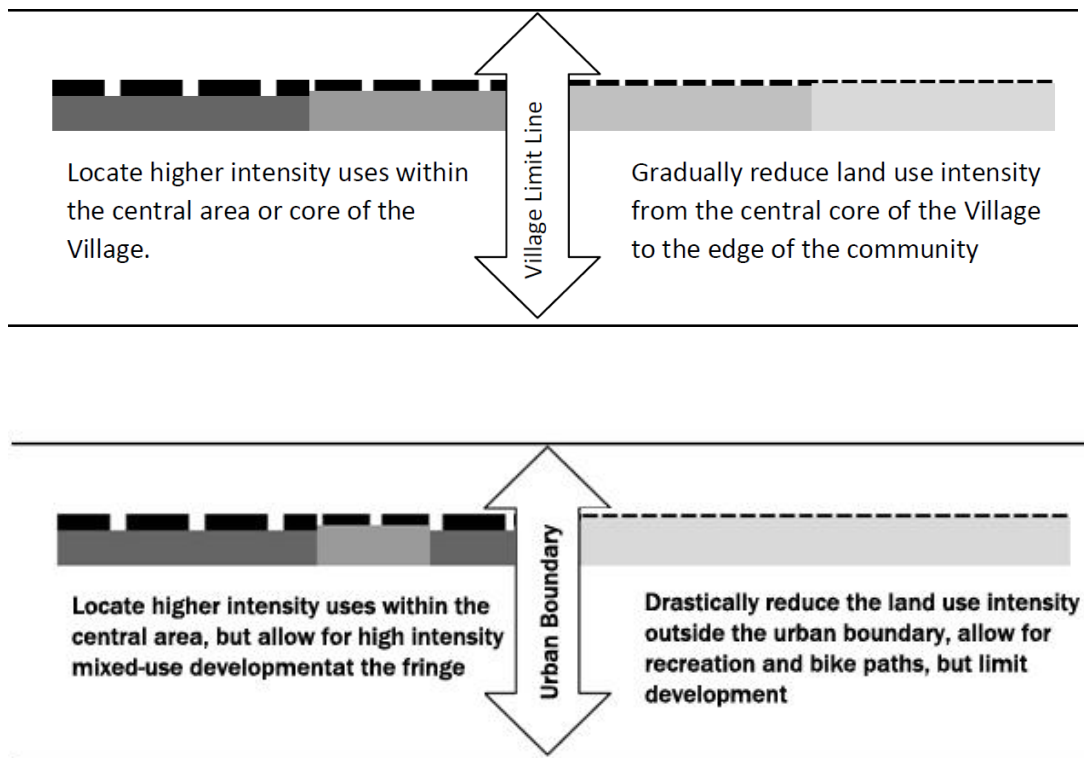 Locate higher intensity uses within
the central area or core of the
Village.
Village Limit Line
Gradually reduce land use intensity
from the central core of the Village
to the edge of the community
Locate higher intensity uses within the
central area, but allow for high intensity
mixed-use developmentat the fringe
Urban Boundary
Drastically reduce the land use intensity
outside the urban boundary, allow for
recreation and bike paths, but limit
development